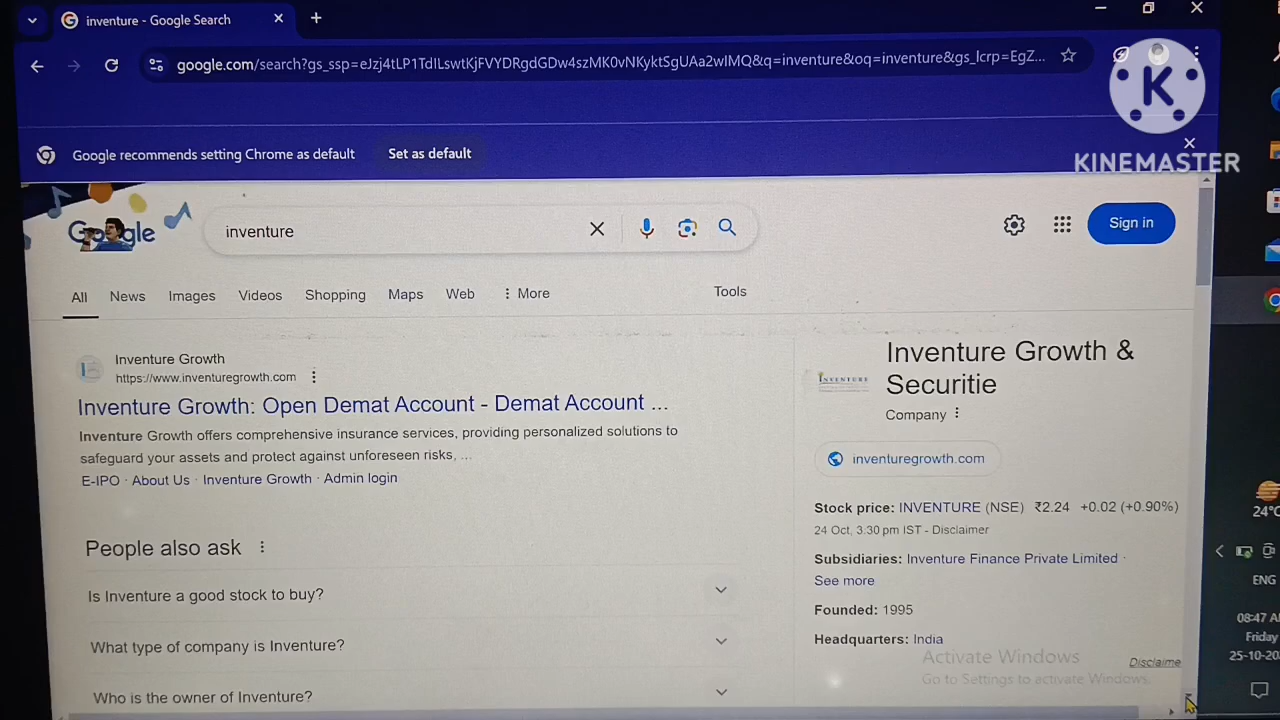 inventure - Google Search
google.com/search?gs_ssp=eJzj4tLP1TdILswtKjFVYDRgdGDw4szMK0vNKyktSgUAa2wIMQ&q=inventure&oq=inventure&gs_lcrp=EgZ...
K
KINEMASTER
Google recommends setting Chrome as default Set as default
Google
inventure
Sign in
All News Images Videos Shopping Maps Web More Tools
Inventure Growth
https://www.inventuregrowth.com
Inventure Growth: Open Demat Account - Demat Account ...
Inventure Growth offers comprehensive insurance services, providing personalized solutions to
safeguard your assets and protect against unforeseen risks, ...
E-IPO · About Us · Inventure Growth · Admin login
People also ask
Is Inventure a good stock to buy?
What type of company is Inventure?
Who is the owner of Inventure?
Inventure Growth &
Securitie
Company
INVENTURE
inventuregrowth.com
Stock price: INVENTURE (NSE) ₹2.24 +0.02 (+0.90%)
24 Oct, 3:30 pm IST - Disclaimer
Subsidiaries: Inventure Finance Private Limited ·
See more
Founded: 1995
Headquarters: India
Disclaime
Activate Windows
Go to Settings to activate Windows.
24°C
ENG
08:47 A
Friday
25-10-20